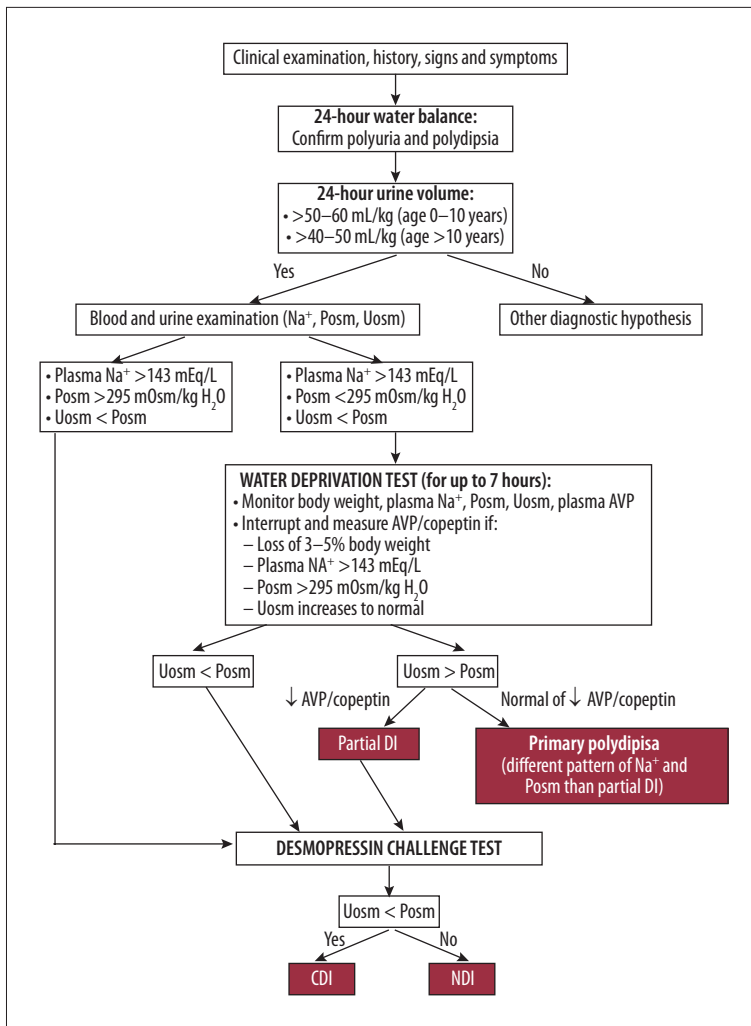 Clinical examination, history, signs and symptoms
24-hour water balance:
Confirm polyuria and polydipsia
24-hour urine volume:
• >50–60 mL/kg (age 0–10 years)
• >40–50 mL/kg (age >10 years)
Yes
No
Blood and urine examination (Na⁺, Posm, Uosm)
Other diagnostic hypothesis
• Plasma Na⁺ >143 mEq/L
• Posm >295 mOsm/kg H₂O
• Uosm < Posm
• Plasma Na⁺ >143 mEq/L
• Posm <295 mOsm/kg H₂O
• Uosm < Posm
WATER DEPRIVATION TEST (for up to 7 hours):
• Monitor body weight, plasma Na⁺, Posm, Uosm, plasma AVP
• Interrupt and measure AVP/copeptin if:
– Loss of 3–5% body weight
– Plasma NA⁺ >143 mEq/L
– Posm >295 mOsm/kg H₂O
– Uosm increases to normal
Uosm < Posm
Uosm > Posm
↓ AVP/copeptin
Normal of ↓ AVP/copeptin
Partial DI
Primary polydipisa
(different pattern of Na⁺ and
Posm than partial DI)
DESMOPRESSIN CHALLENGE TEST
Uosm < Posm
Yes
No
CDI
NDI